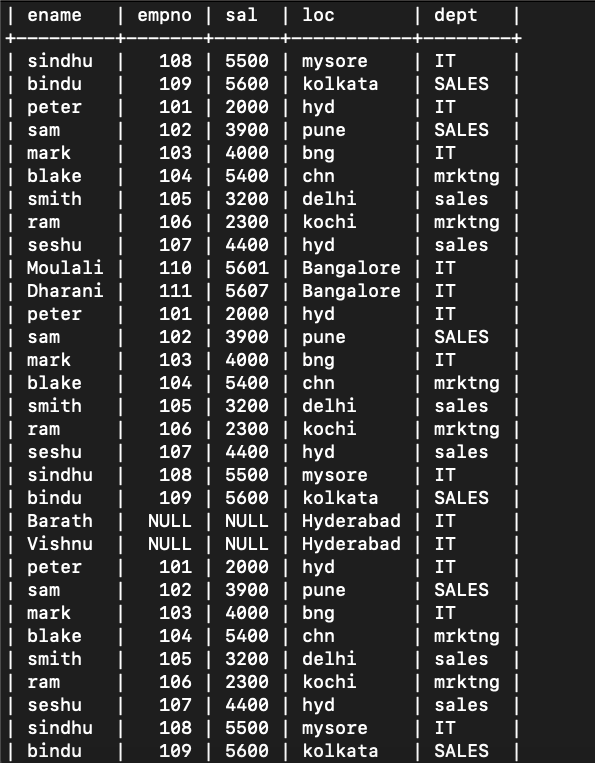 | ename   | empno | sal  | loc       | dept   |
+---------+-------+------+-----------+--------+
| sindhu  |   108 | 5500 | mysore    | IT     |
| bindu   |   109 | 5600 | kolkata   | SALES  |
| peter   |   101 | 2000 | hyd       | IT     |
| sam     |   102 | 3900 | pune      | SALES  |
| mark    |   103 | 4000 | bng       | IT     |
| blake   |   104 | 5400 | chn       | mrktng |
| smith   |   105 | 3200 | delhi     | sales  |
| ram     |   106 | 2300 | kochi     | mrktng |
| seshu   |   107 | 4400 | hyd       | sales  |
| Moulali |   110 | 5601 | Bangalore | IT     |
| Dharani |   111 | 5607 | Bangalore | IT     |
| peter   |   101 | 2000 | hyd       | IT     |
| sam     |   102 | 3900 | pune      | SALES  |
| mark    |   103 | 4000 | bng       | IT     |
| blake   |   104 | 5400 | chn       | mrktng |
| smith   |   105 | 3200 | delhi     | sales  |
| ram     |   106 | 2300 | kochi     | mrktng |
| seshu   |   107 | 4400 | hyd       | sales  |
| sindhu  |   108 | 5500 | mysore    | IT     |
| bindu   |   109 | 5600 | kolkata   | SALES  |
| Barath  |  NULL | NULL | Hyderabad | IT     |
| Vishnu  |  NULL | NULL | Hyderabad | IT     |
| peter   |   101 | 2000 | hyd       | IT     |
| sam     |   102 | 3900 | pune      | SALES  |
| mark    |   103 | 4000 | bng       | IT     |
| blake   |   104 | 5400 | chn       | mrktng |
| smith   |   105 | 3200 | delhi     | sales  |
| ram     |   106 | 2300 | kochi     | mrktng |
| seshu   |   107 | 4400 | hyd       | sales  |
| sindhu  |   108 | 5500 | mysore    | IT     |
| bindu   |   109 | 5600 | kolkata   | SALES  |